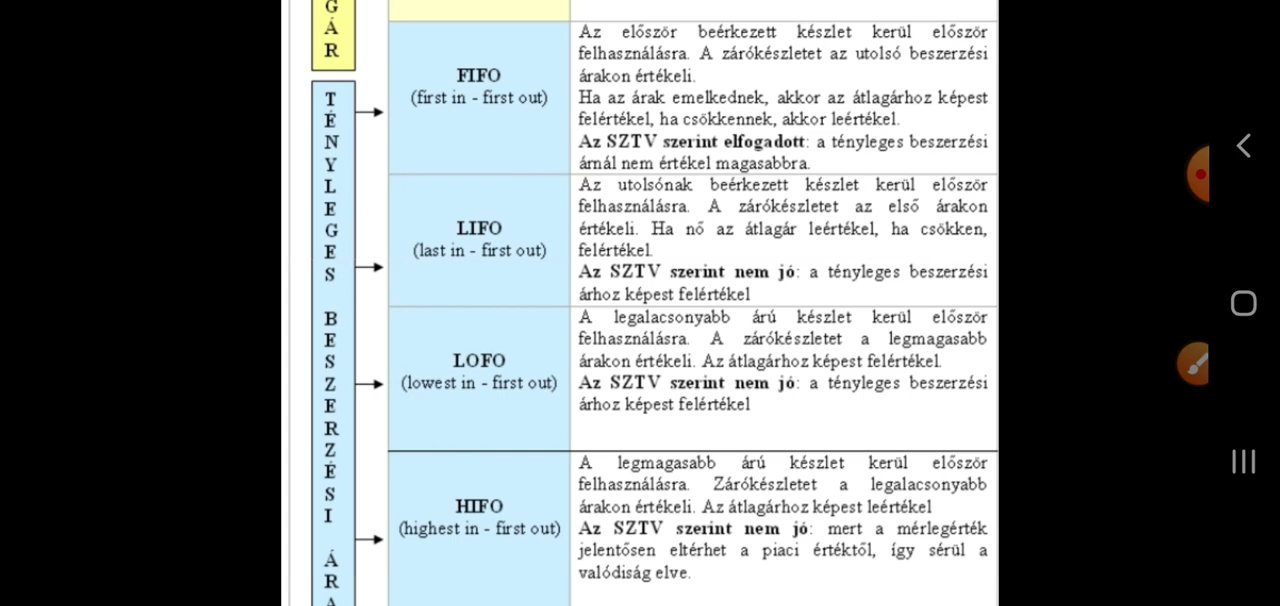 G
Á
R
T
É
N
Y
L
E
G
E
S
B
E
S
Z
E
R
Z
É
S
I
Á
R
A
FIFO
(first in - first out)
Az először beérkezett készlet kerül először
felhasználásra. A zárókészletet az utolsó beszerzési
árakon értékeli.
Ha az árak emelkednek, akkor az átlagárhoz képest
felértékel, ha csökkennek, akkor leértékel.
Az SZTV szerint elfogadott: a tényleges beszerzési
árnál nem értékel magasabbra.
LIFO
(last in - first out)
Az utolsónak beérkezett készlet kerül először
felhasználásra. A zárókészletet az első árakon
értékeli. Ha nő az átlagár leértékel, ha csökken,
felértékel.
Az SZTV szerint nem jó: a tényleges beszerzési
árhoz képest felértékel
LOFO
(lowest in - first out)
A legalacsonyabb árú készlet kerül először
felhasználásra. A zárókészletet a legmagasabb
árakon értékeli. Az átlagárhoz képest felértékel.
Az SZTV szerint nem jó: a tényleges beszerzési
árhoz képest felértékel
HIFO
(highest in - first out)
A legmagasabb árú készlet kerül először
felhasználásra. Zárókészletet a legalacsonyabb
árakon értékeli. Az átlagárhoz képest leértékel
Az SZTV szerint nem jó: mert a mérlegérték
jelentősen eltérhet a piaci értéktől, így sérül a
valódiság elve.